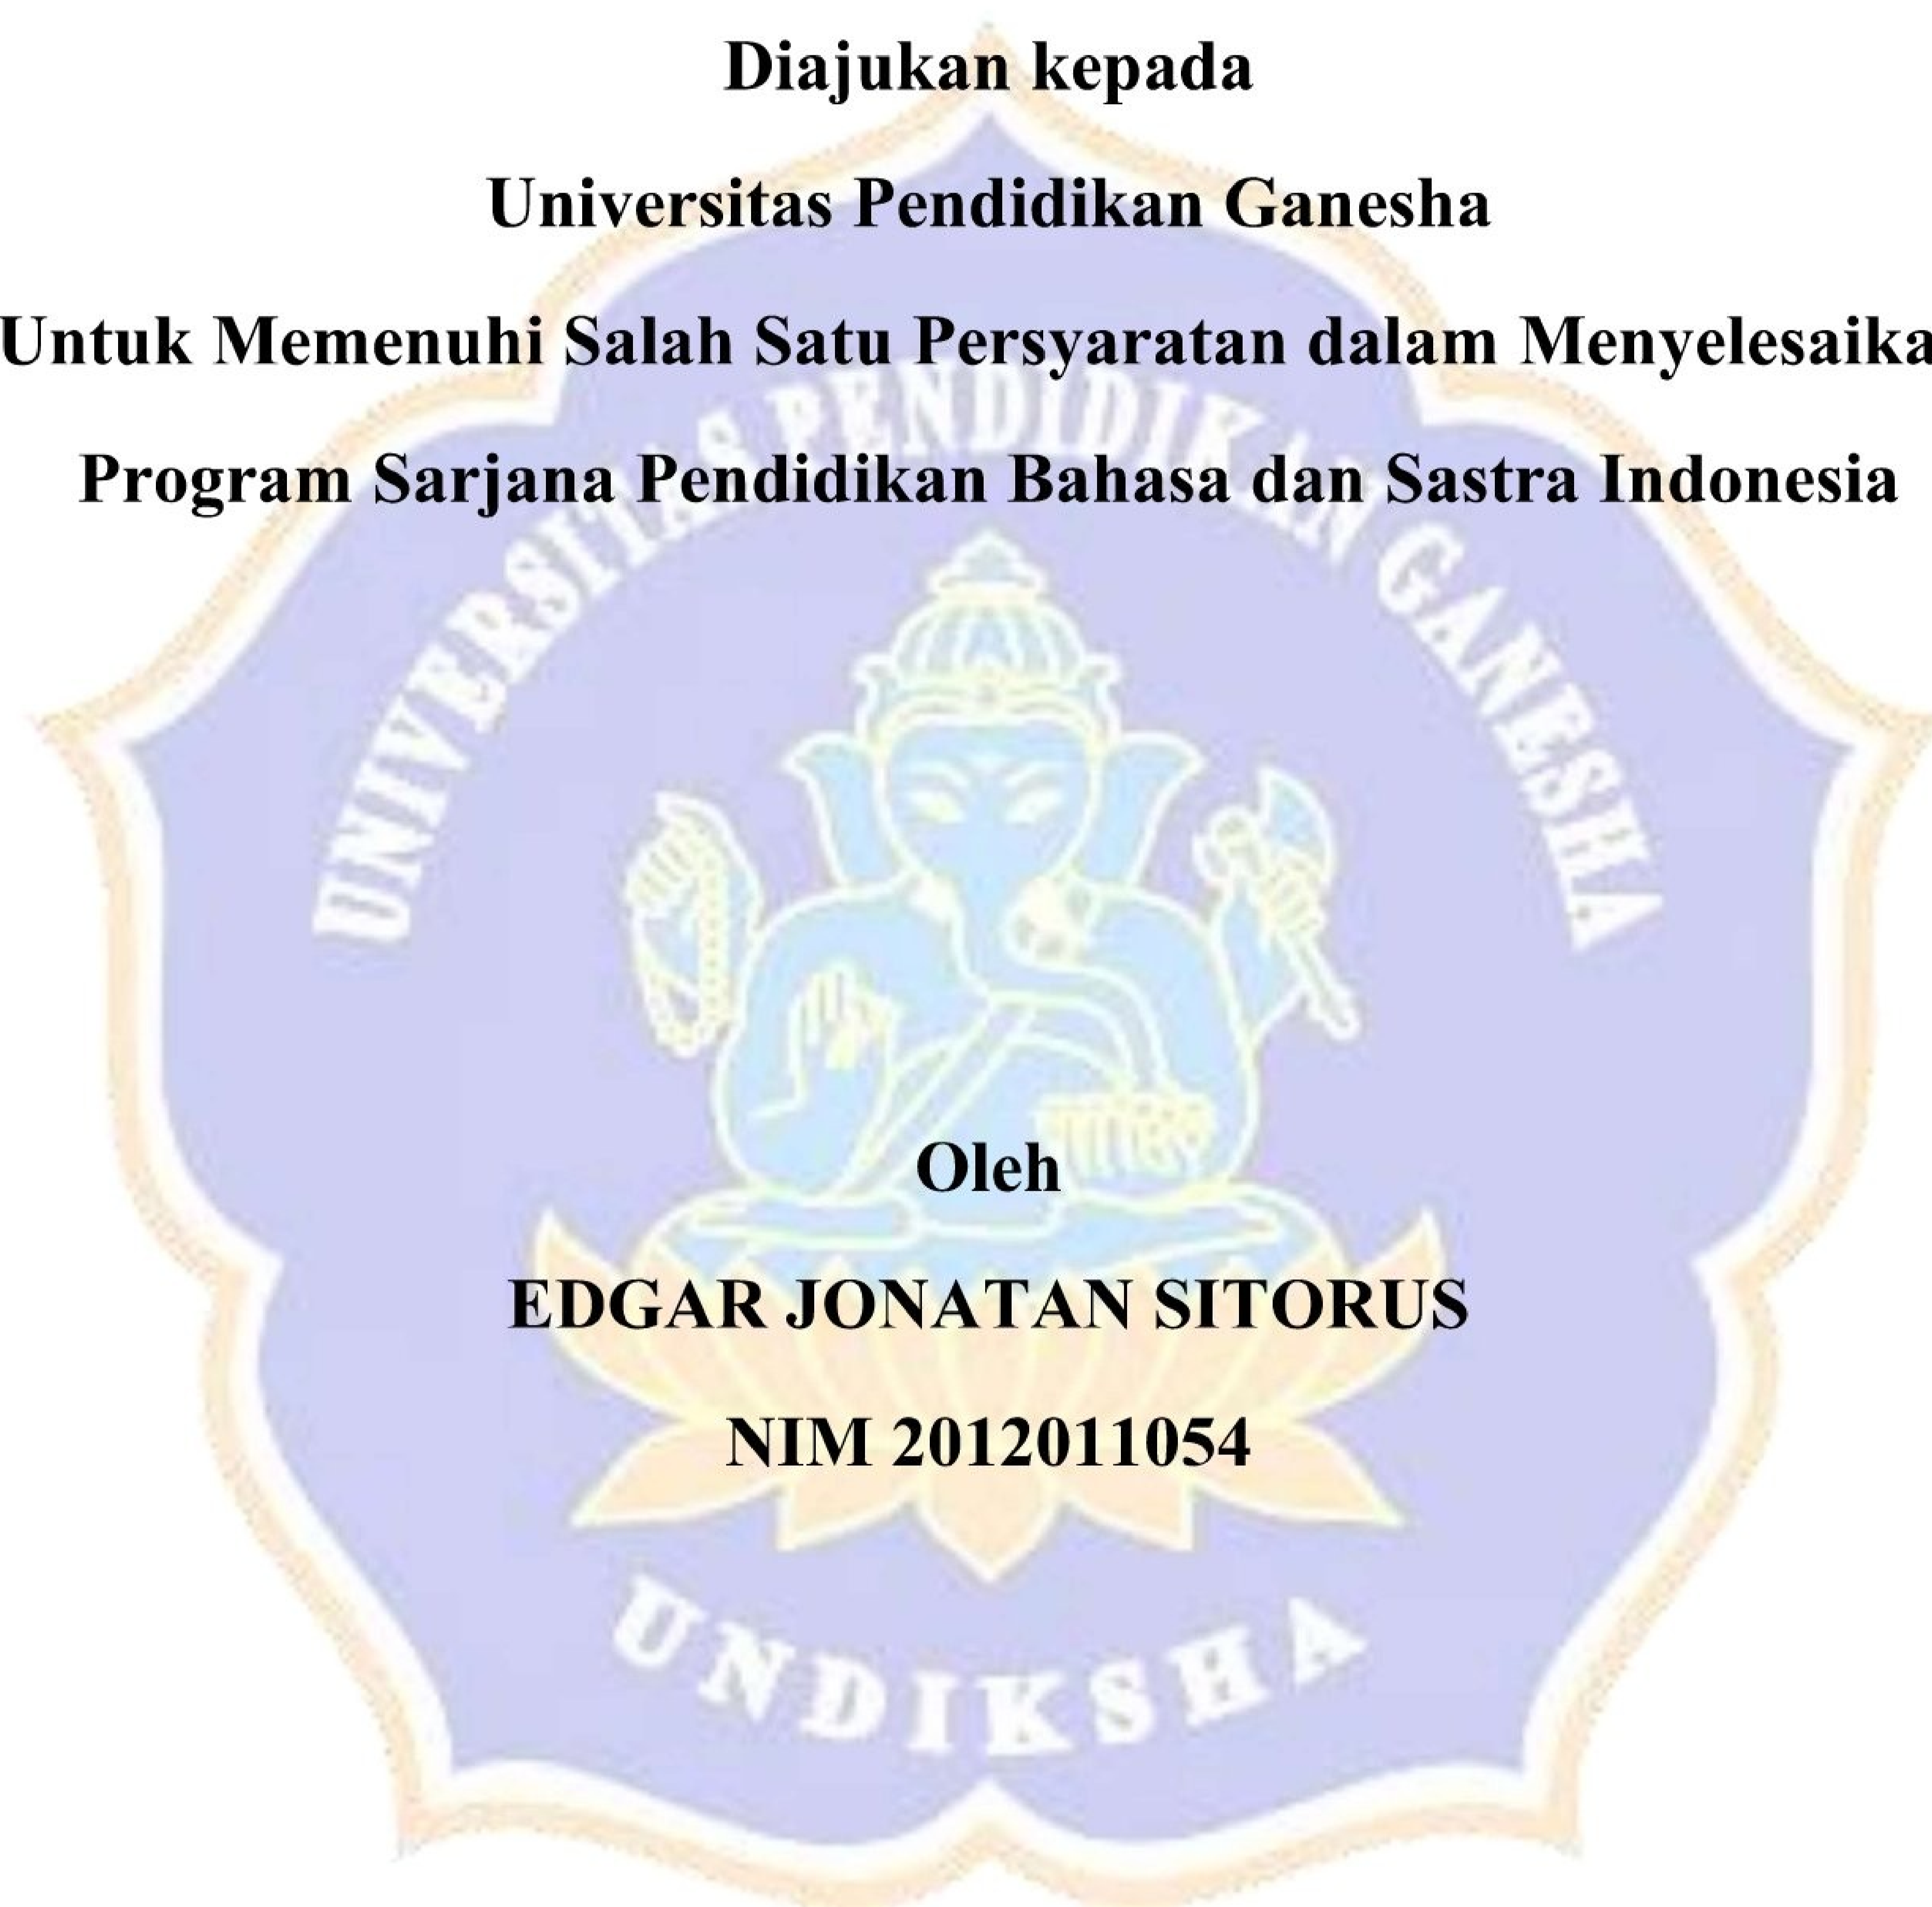 Diajukan kepada
Universitas Pendidikan Ganesha
Untuk Memenuhi Salah Satu Persyaratan dalam Menyelesaika
Program Sarjana Pendidikan Bahasa dan Sastra Indonesia
UNIVERSITAS PENDIDIKAN GANESHA
Oleh
EDGAR JONATAN SITORUS
NIM 2012011054
UNDIKSHA